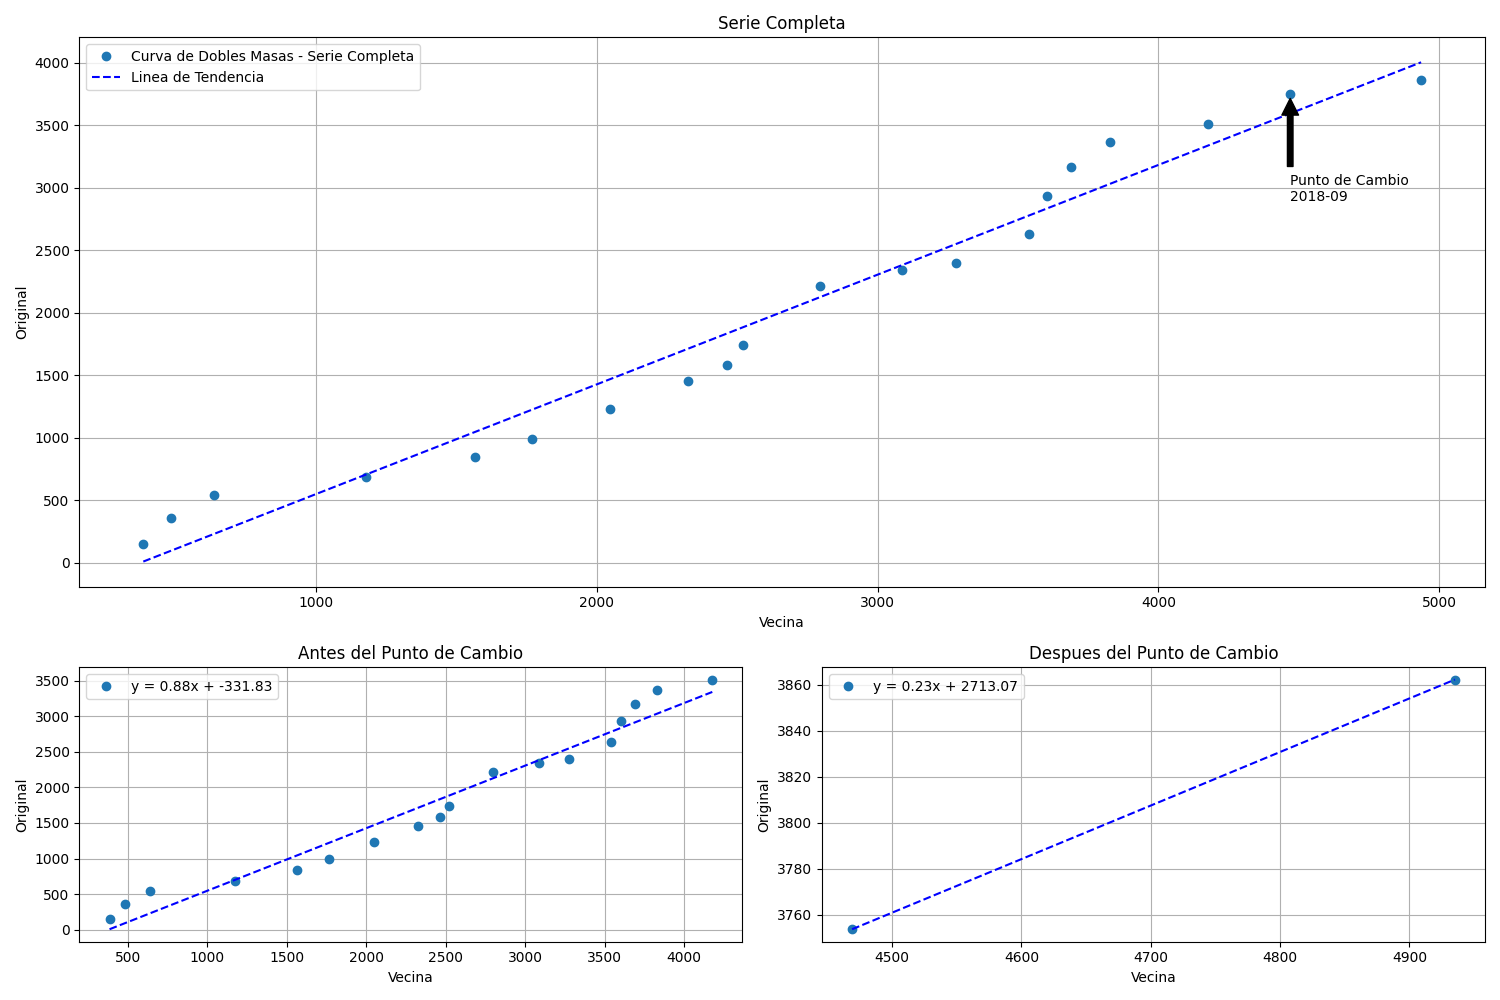 Serie Completa
Curva de Dobles Masas - Serie Completa
Linea de Tendencia
4000
3500
3000
2500
2000
1500
1000
500
0
Original
Punto de Cambio
2018-09
1000 2000 3000 4000 5000
Vecina
Antes del Punto de Cambio
y = 0.88x + -331.83
3500
3000
2500
2000
1500
1000
500
0
Original
500 1000 1500 2000 2500 3000 3500 4000
Vecina
Despues del Punto de Cambio
y = 0.23x + 2713.07
3860
3840
3820
3800
3780
3760
Original
4500 4600 4700 4800 4900
Vecina